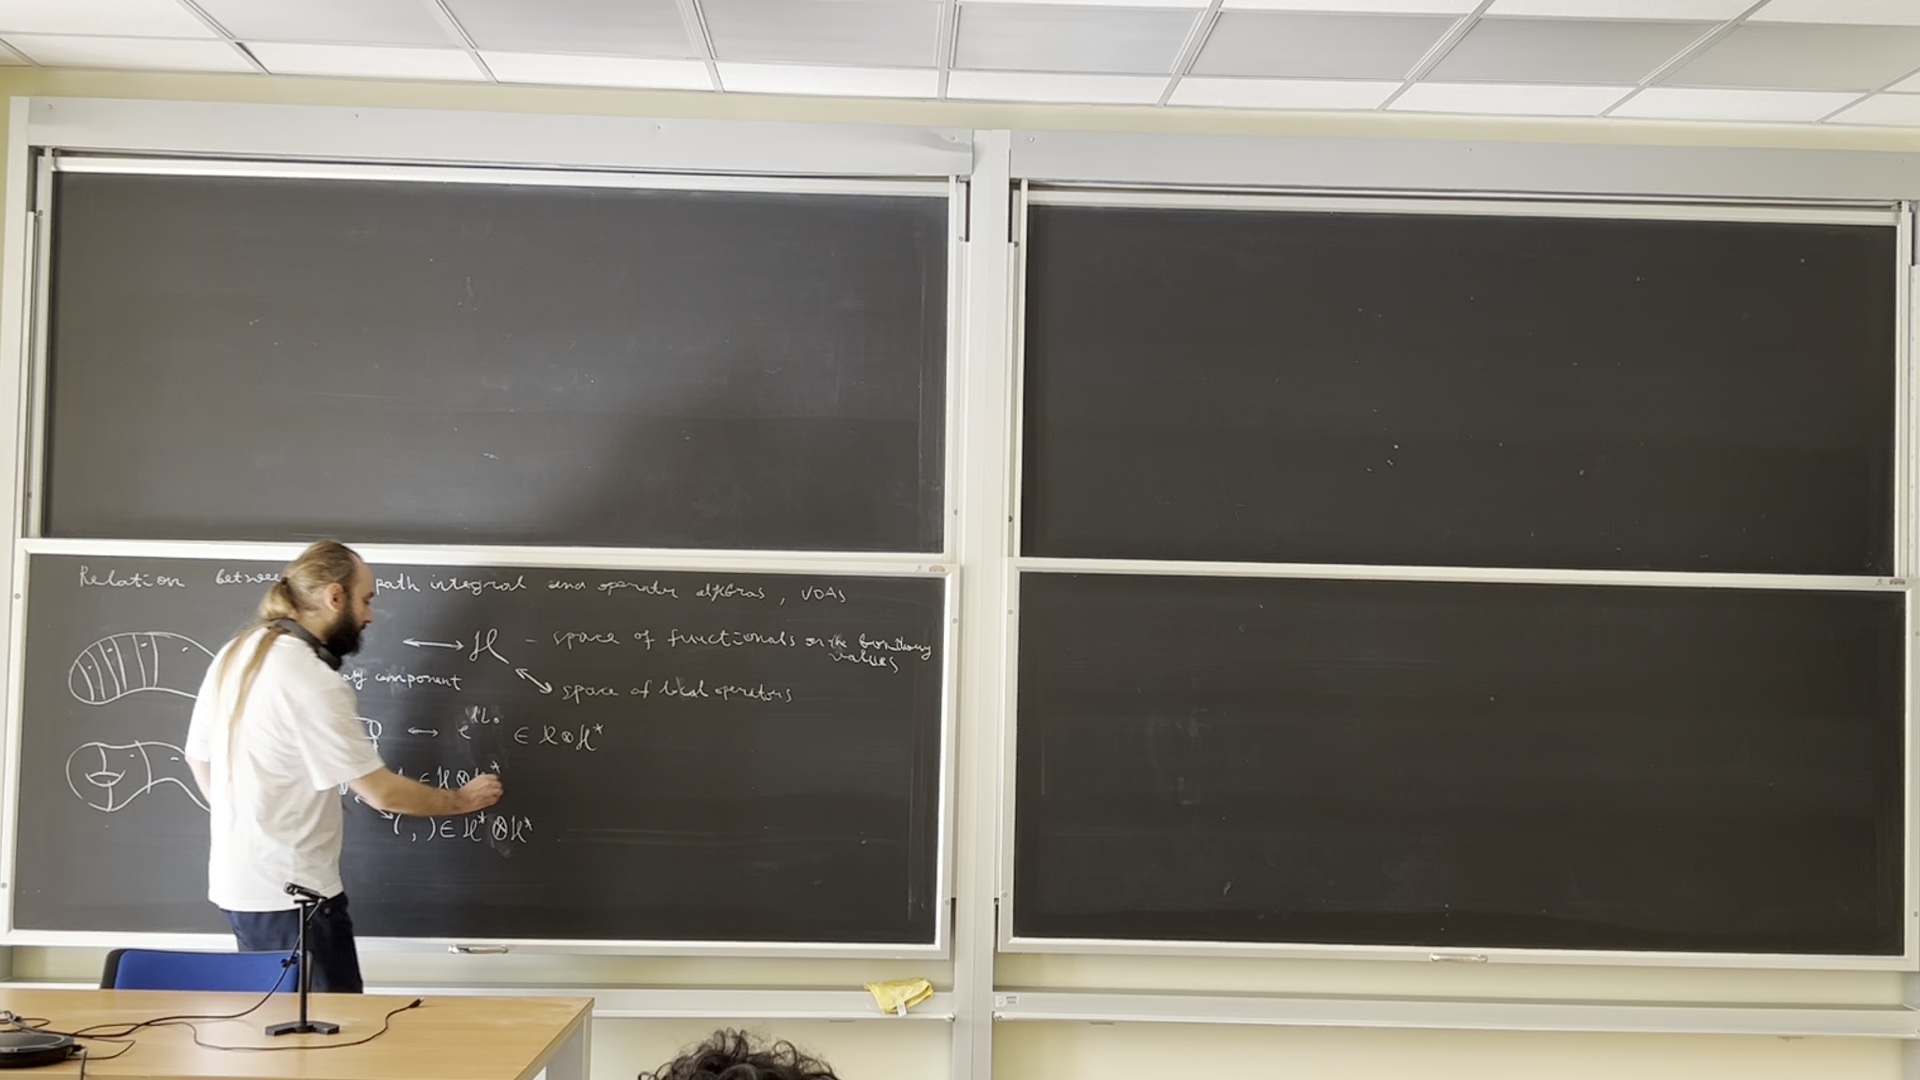 Relation between path integral and operator algebras, VOAs
⟷ H – space of functionals on the boundary values
component
⟷ space of local operators
⟷ e^{tL₀} ∈ H⊗H*
∈ H⊗H*
( , ) ∈ H*⊗H*